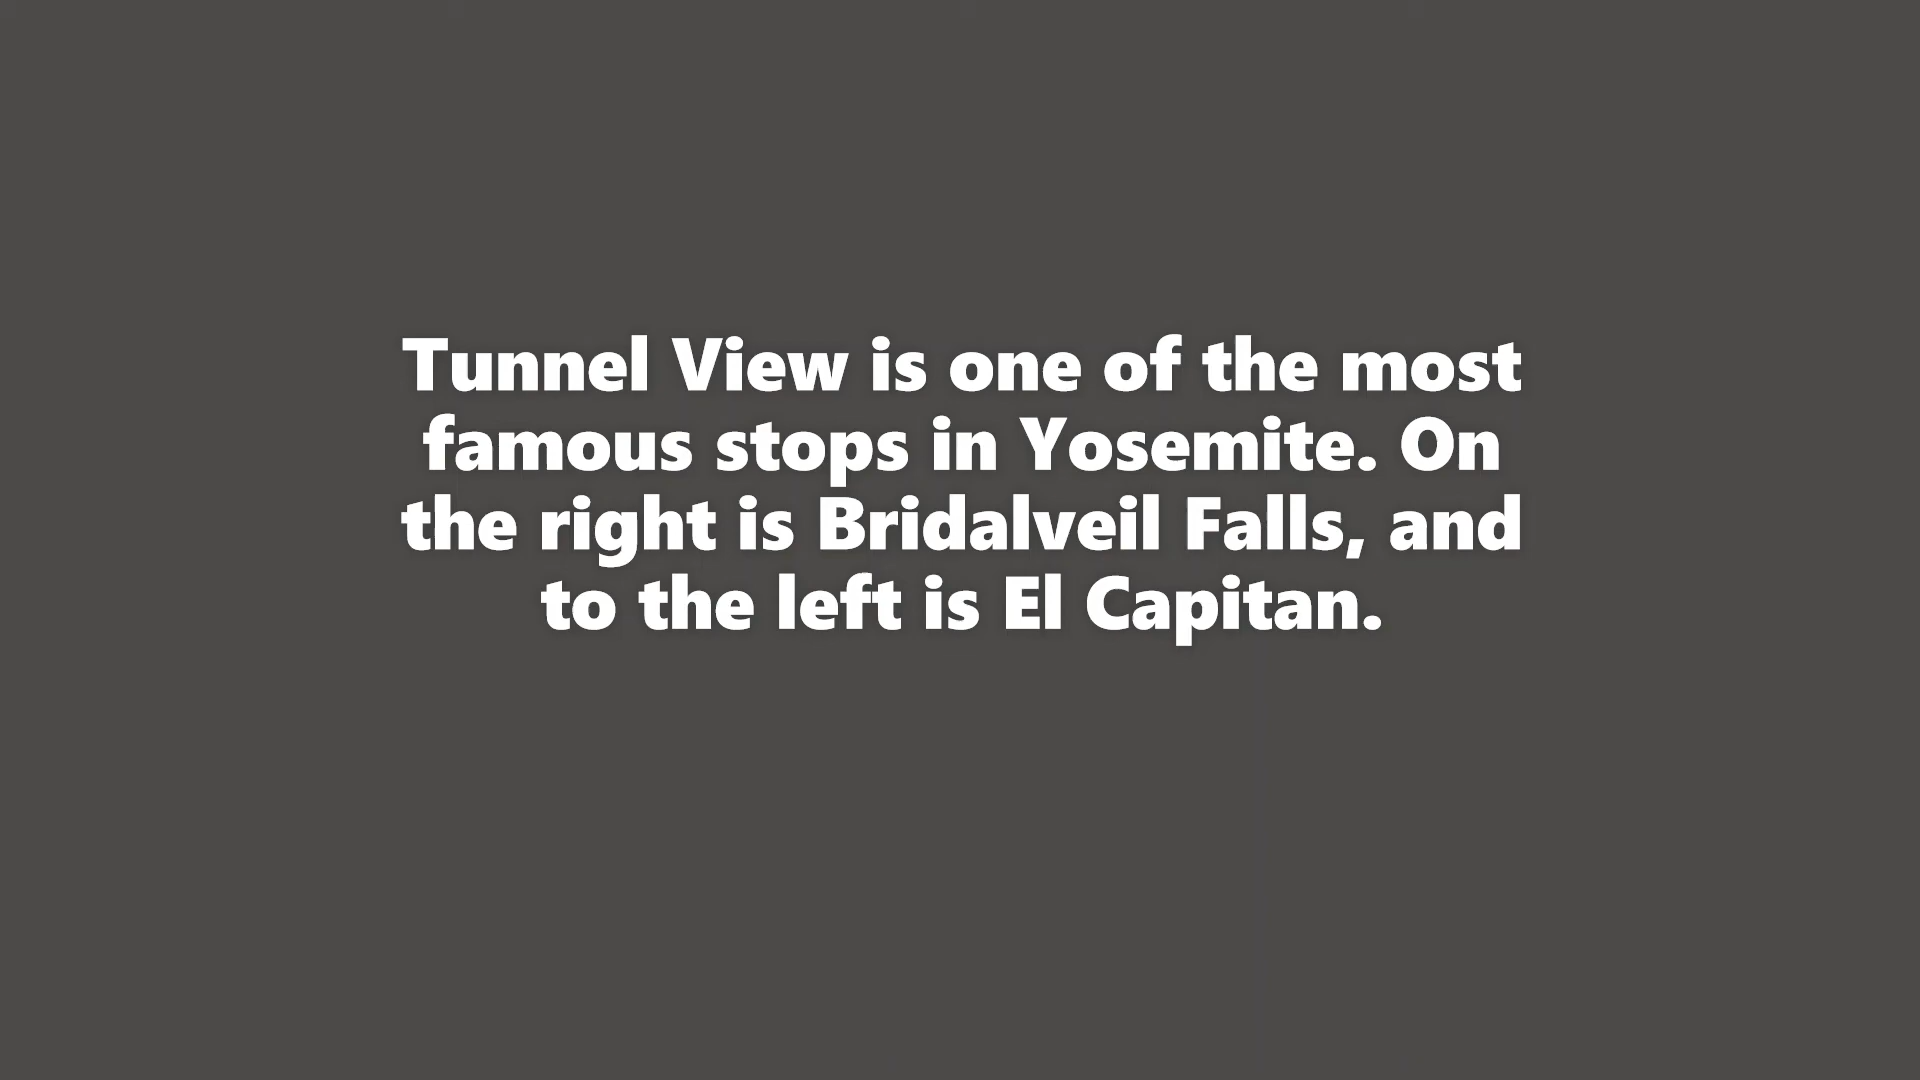 Tunnel View is one of the most
famous stops in Yosemite. On
the right is Bridalveil Falls, and
to the left is El Capitan.